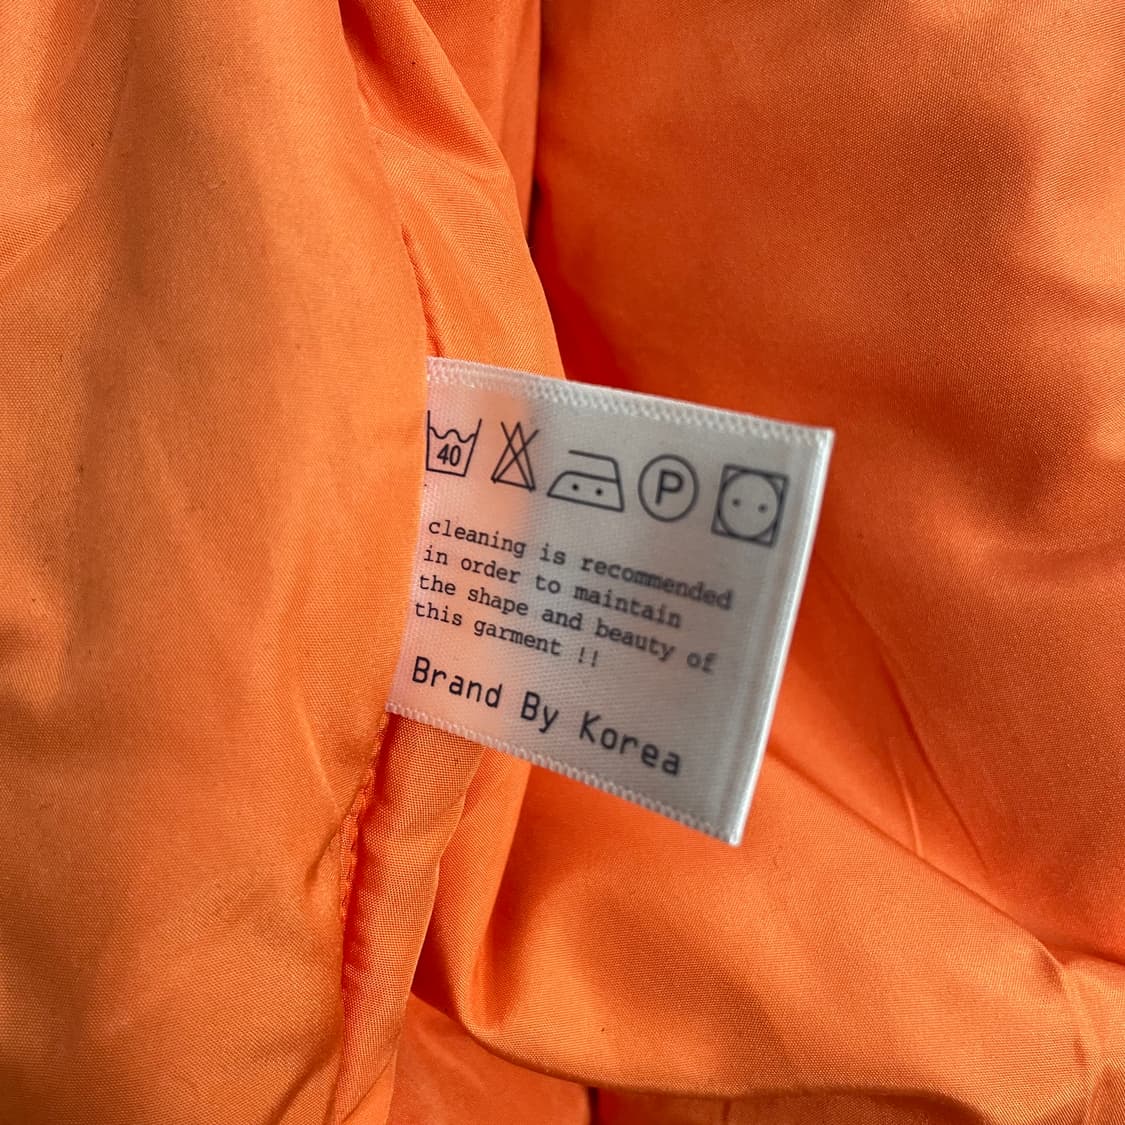 40
P
cleaning is recommended
in order to maintain
the shape and beauty of
this garment !!
Brand By Korea